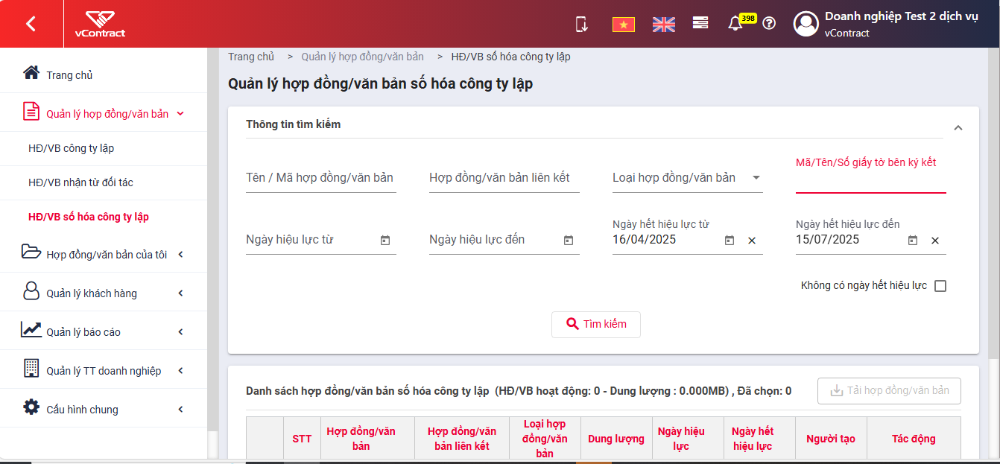 vContract
398
Doanh nghiệp Test 2 dịch vụ
vContract
Trang chủ
Quản lý hợp đồng/văn bản
HĐ/VB công ty lập
HĐ/VB nhận từ đối tác
HĐ/VB số hóa công ty lập
Hợp đồng/văn bản của tôi
Quản lý khách hàng
Quản lý báo cáo
Quản lý TT doanh nghiệp
Cấu hình chung
Trang chủ > Quản lý hợp đồng/văn bản > HĐ/VB số hóa công ty lập
Quản lý hợp đồng/văn bản số hóa công ty lập
Thông tin tìm kiếm
Tên / Mã hợp đồng/văn bản
Hợp đồng/văn bản liên kết
Loại hợp đồng/văn bản
Mã/Tên/Số giấy tờ bên ký kết
Ngày hiệu lực từ
Ngày hiệu lực đến
Ngày hết hiệu lực từ
16/04/2025
Ngày hết hiệu lực đến
15/07/2025
Không có ngày hết hiệu lực
Tìm kiếm
Danh sách hợp đồng/văn bản số hóa công ty lập (HĐ/VB hoạt động: 0 - Dung lượng : 0.000MB) , Đã chọn: 0
Tải hợp đồng/văn bản
STT
Hợp đồng/văn
bản
Hợp đồng/văn
bản liên kết
Loại hợp
đồng/văn
bản
Dung lượng
Ngày hiệu
lực
Ngày hết
hiệu lực
Người tạo
Tác động